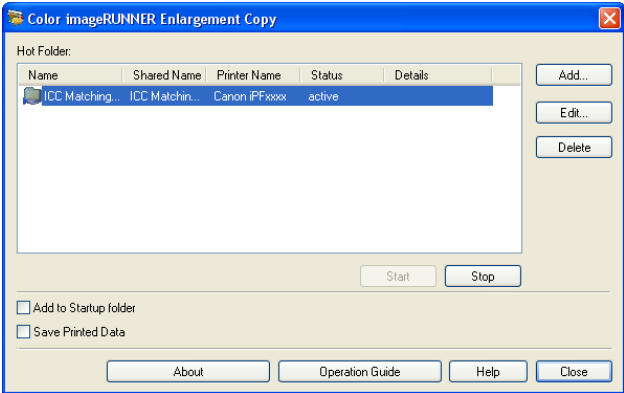 Color imageRUNNER Enlargement Copy
Hot Folder:
Name Shared Name Printer Name Status Details
Add...
ICC Matching... ICC Matchin... Canon iPFxxxx active
Edit...
Delete
Start Stop
Add to Startup folder
Save Printed Data
About Operation Guide Help Close